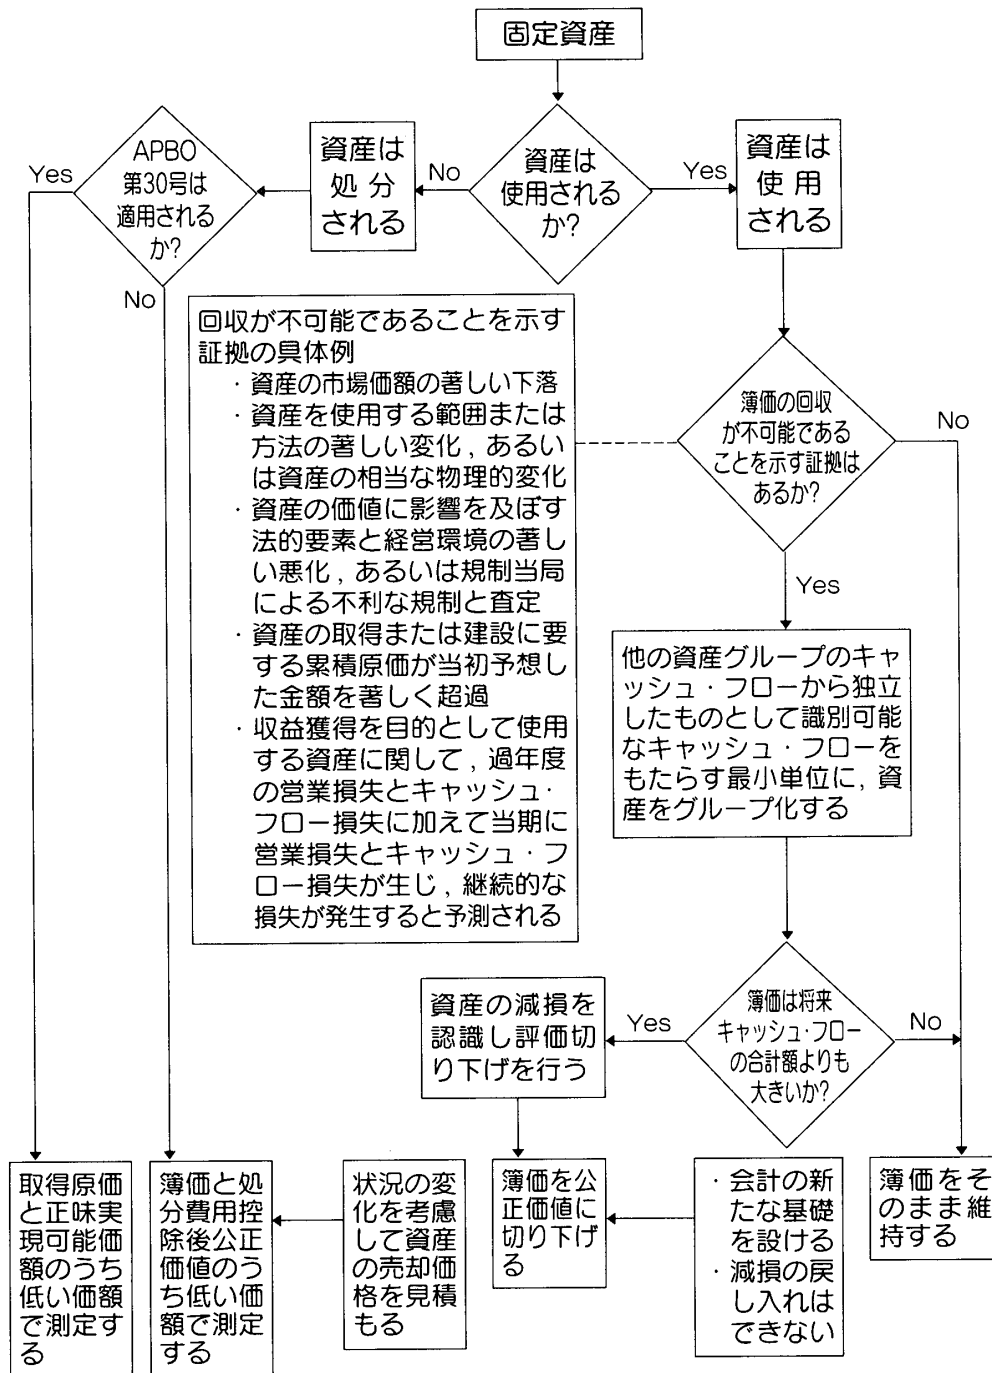 固定資産
資産は
使用される
か?
Yes
No
資産は
使用
される
資産は
処分
される
APBO
第30号は
適用される
か?
Yes
No
回収が不可能であることを示す
証拠の具体例
・資産の市場価額の著しい下落
・資産を使用する範囲または
方法の著しい変化，あるい
は資産の相当な物理的変化
・資産の価値に影響を及ぼす
法的要素と経営環境の著し
い悪化，あるいは規制当局
による不利な規制と査定
・資産の取得または建設に要
する累積原価が当初予想し
た金額を著しく超過
・収益獲得を目的として使用
する資産に関して，過年度
の営業損失とキャッシュ・
フロー損失に加えて当期に
営業損失とキャッシュ・フ
ロー損失が生じ，継続的な
損失が発生すると予測される
簿価の回収
が不可能である
ことを示す証拠は
あるか?
No
Yes
他の資産グループのキャ
ッシュ・フローから独立
したものとして識別可能
なキャッシュ・フローを
もたらす最小単位に，資
産をグループ化する
簿価は将来
キャッシュ・フロー
の合計額よりも
大きいか?
Yes
No
資産の減損を
認識し評価切
り下げを行う
取得原価
と正味実
現可能価
額のうち
低い価額
で測定す
る
簿価と処
分費用控
除後公正
価値のう
ち低い価
額で測定
する
状況の変
化を考慮
して資産
の売却価
格を見積
もる
簿価を公
正価値に
切り下げ
る
・会計の新
たな基礎
を設ける
・減損の戻
し入れは
できない
簿価をそ
のまま維
持する